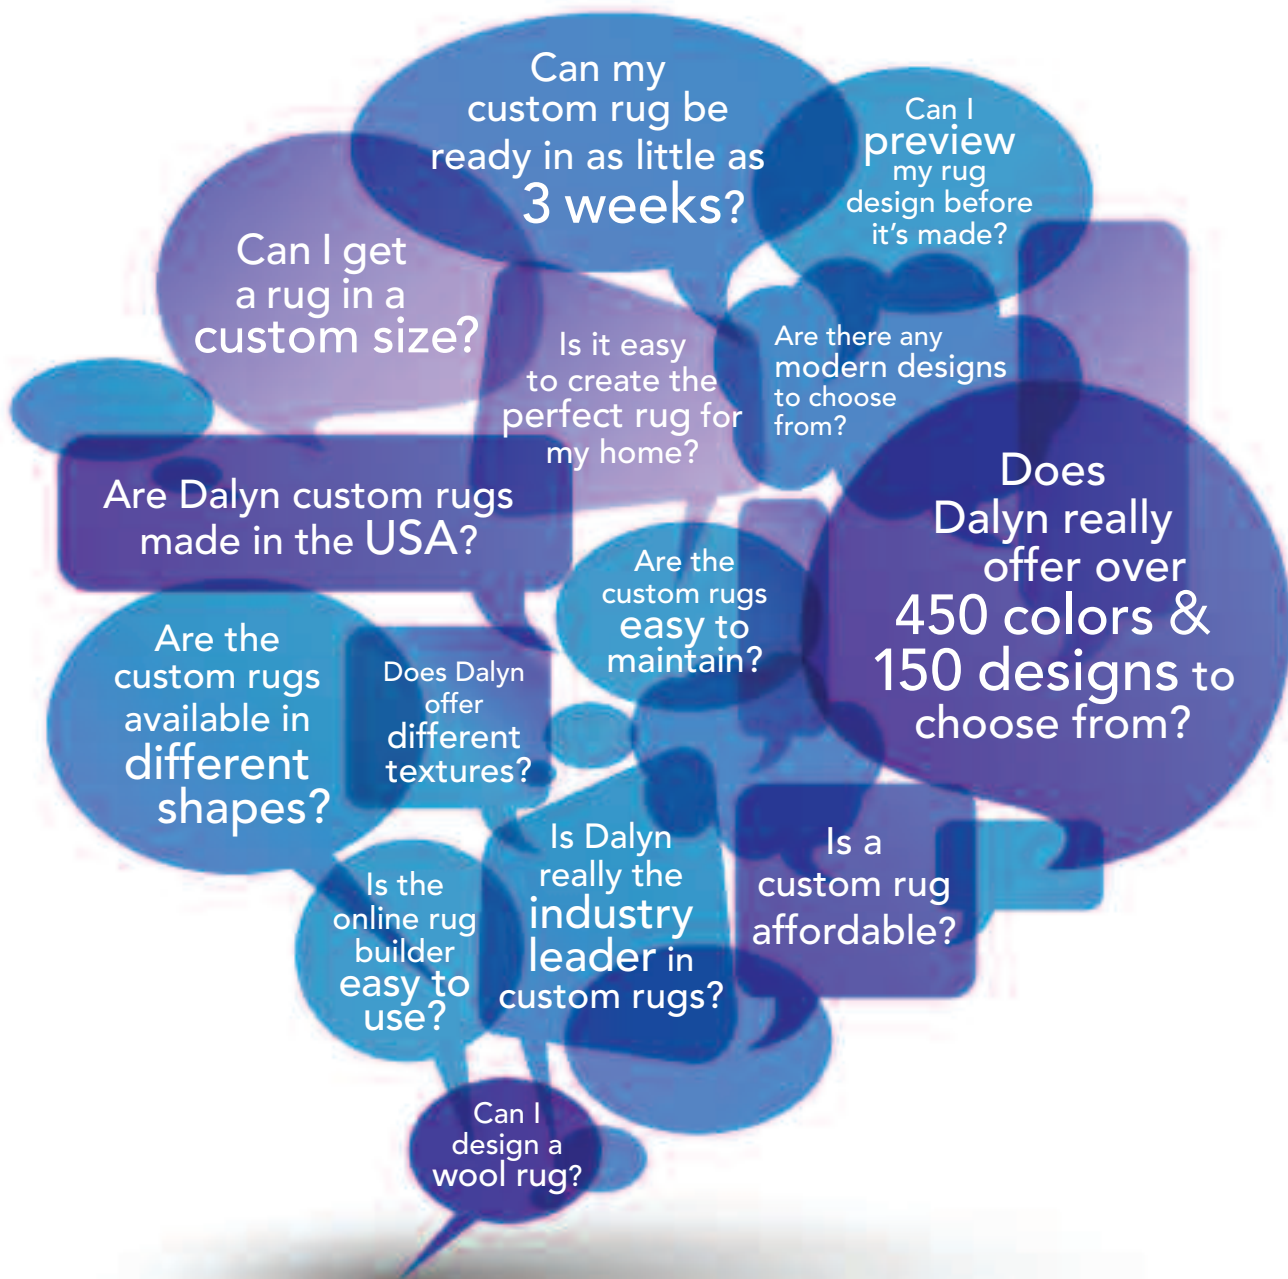 Can my
custom rug be
ready in as little as
3 weeks?
Can I
preview
my rug
design before
it's made?
Can I get
a rug in a
custom size?
Is it easy
to create the
perfect rug for
my home?
Are there any
modern designs
to choose
from?
Are Dalyn custom rugs
made in the USA?
Does
Dalyn really
offer over
450 colors &
150 designs to
choose from?
Are the
custom rugs
easy to
maintain?
Are the
custom rugs
available in
different
shapes?
Does Dalyn
offer
different
textures?
Is Dalyn
really the
industry
leader in
custom rugs?
Is a
custom rug
affordable?
Is the
online rug
builder
easy to
use?
Can I
design a
wool rug?